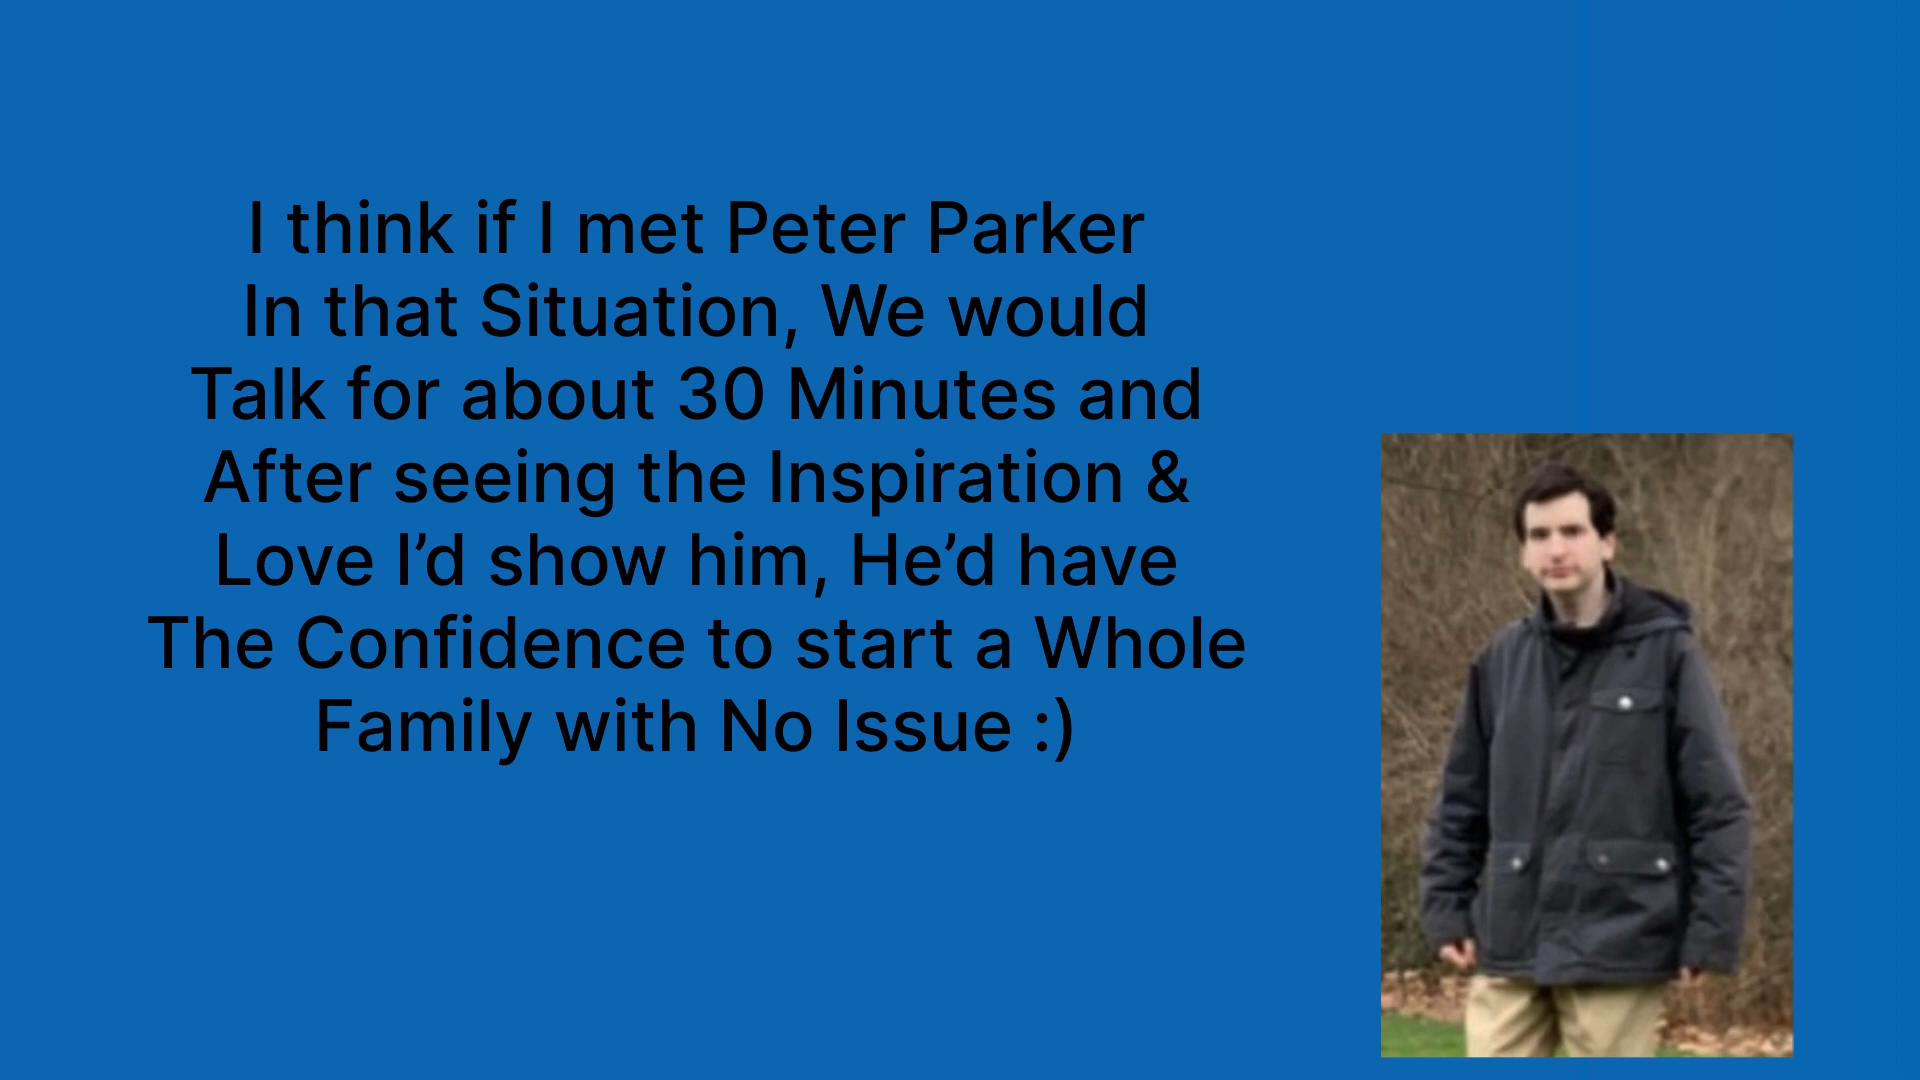 I think if I met Peter Parker
In that Situation, We would
Talk for about 30 Minutes and
After seeing the Inspiration &
Love I’d show him, He’d have
The Confidence to start a Whole
Family with No Issue :)